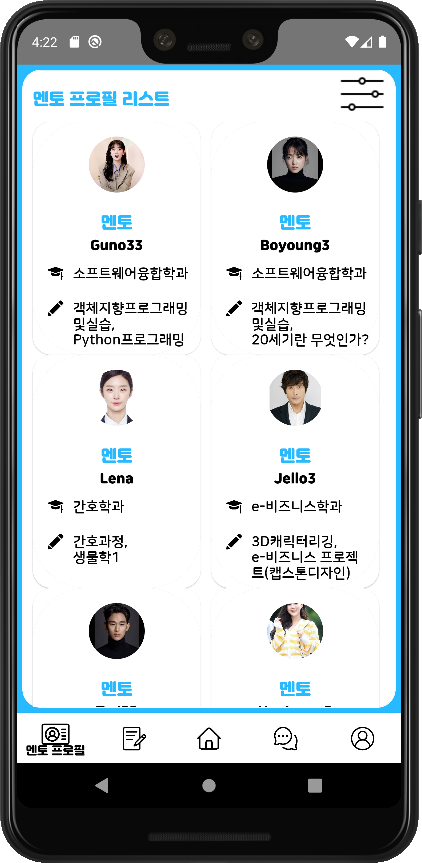 4:22
멘토 프로필 리스트
멘토
Guno33
소프트웨어융합학과
객체지향프로그래밍
및실습,
Python프로그래밍
멘토
Boyoung3
소프트웨어융합학과
객체지향프로그래밍
및실습,
20세기란 무엇인가?
멘토
Lena
간호학과
간호과정,
생물학1
멘토
Jello3
e-비즈니스학과
3D캐릭터리깅,
e-비즈니스 프로젝
트(캡스톤디자인)
멘토
멘토
멘토 프로필